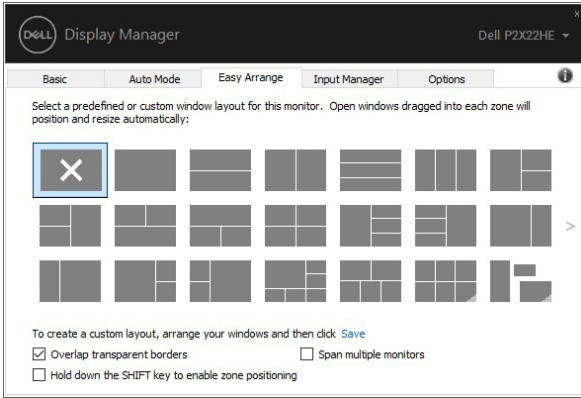 DELL Display Manager
Dell P2X22HE
Basic
Auto Mode
Easy Arrange
Input Manager
Options
Select a predefined or custom window layout for this monitor. Open windows dragged into each zone will
position and resize automatically:
To create a custom layout, arrange your windows and then click Save
Overlap transparent borders
Span multiple monitors
Hold down the SHIFT key to enable zone positioning